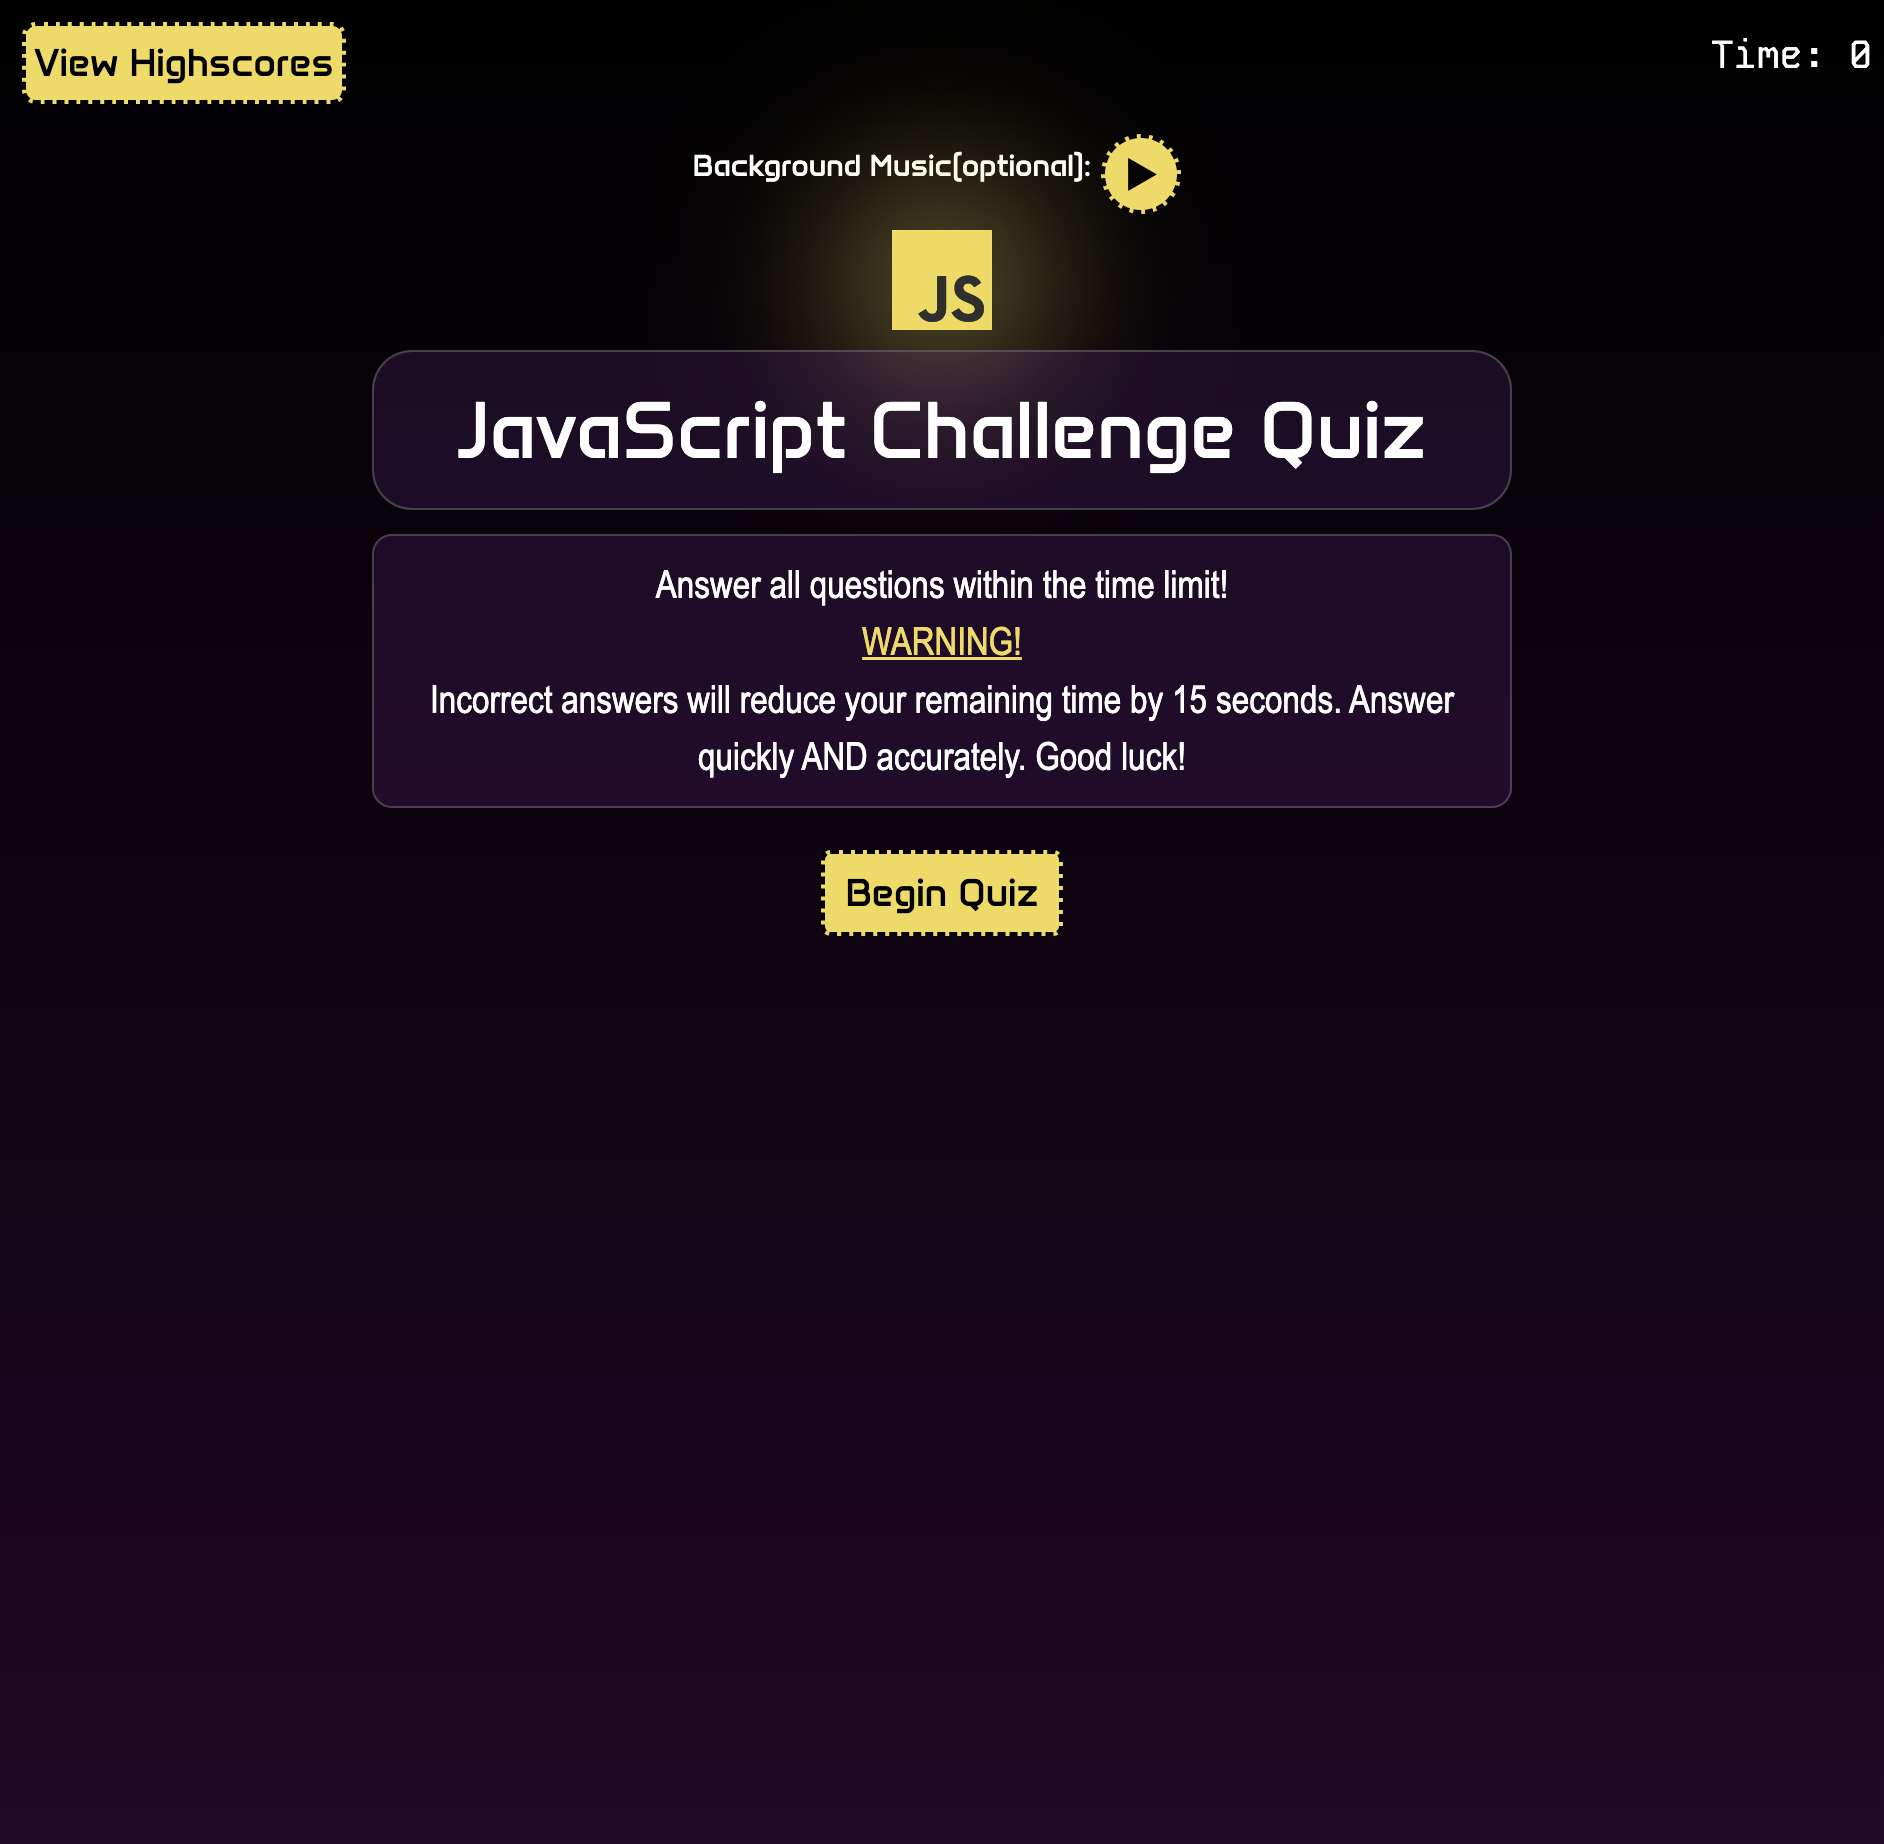 View Highscores
Time: 0
Background Music(optional):
JS
JavaScript Challenge Quiz
Answer all questions within the time limit!
WARNING!
Incorrect answers will reduce your remaining time by 15 seconds. Answer
quickly AND accurately. Good luck!
Begin Quiz